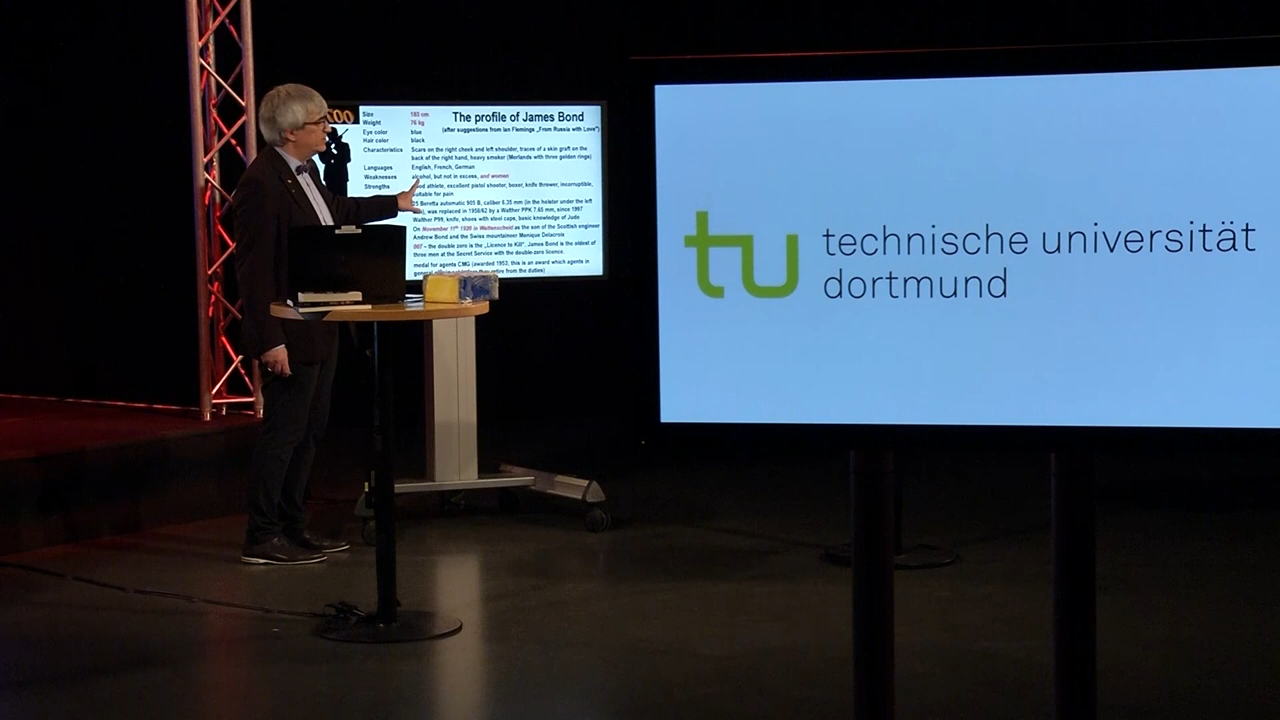 007
The profile of James Bond
(after suggestions from Ian Flemings „From Russia with Love")
Size 183 cm
Weight 76 kg
Eye color blue
Hair color black
Characteristics Scars on the right cheek and left shoulder, traces of a skin graft on the
back of the right hand, heavy smoker (Morlands with three golden rings)
Languages English, French, German
Weaknesses alcohol, but not in excess, and women
Strengths good athlete, excellent pistol shooter, boxer, knife thrower, incorruptible,
suitable for pain
25 Beretta automatic 905 B, caliber 6.35 mm (in the holster under the
was replaced in 1958/62 by a Walther PPK 7.65 mm, since 1997
Walther P99, knife, shoes with steel caps, basic knowledge of Judo
On November 11th 1920 in Wattenscheid as the son of the Scottish engineer
Andrew Bond and the Swiss mountaineer Monique Delacroix
007 – the double zero is the „Licence to Kill". James Bond is the oldest of
three men at the Secret Service with the double-zero licence.
medal for agents CMG (awarded 1953; this is an award which agents in
general retire from the duties)
tu technische universität
dortmund